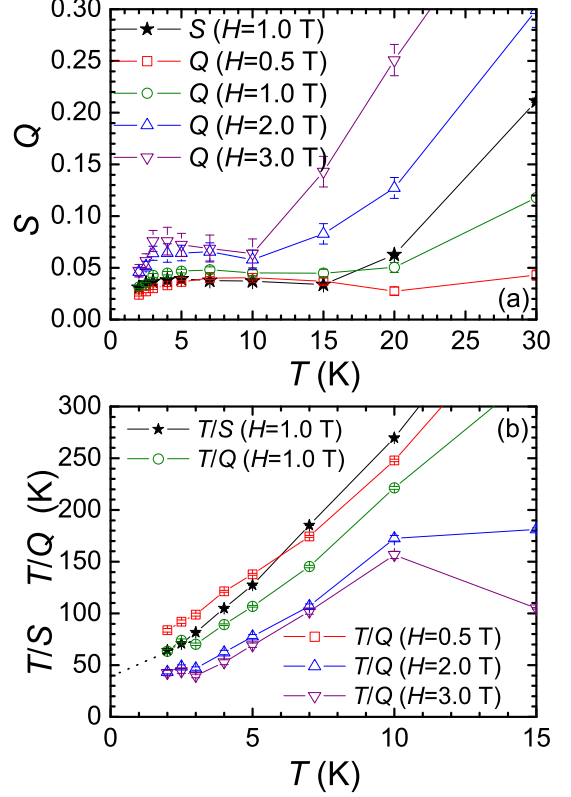 0.30
0.25
0.20
0.15
0.10
0.05
0.00
S Q
S (H=1.0 T)
Q (H=0.5 T)
Q (H=1.0 T)
Q (H=2.0 T)
Q (H=3.0 T)
(a)
0 5 10 15 20 25 30
T (K)
300
250
200
150
100
50
0
T/S T/Q (K)
T/S (H=1.0 T)
T/Q (H=1.0 T)
(b)
T/Q (H=0.5 T)
T/Q (H=2.0 T)
T/Q (H=3.0 T)
0 5 10 15
T (K)